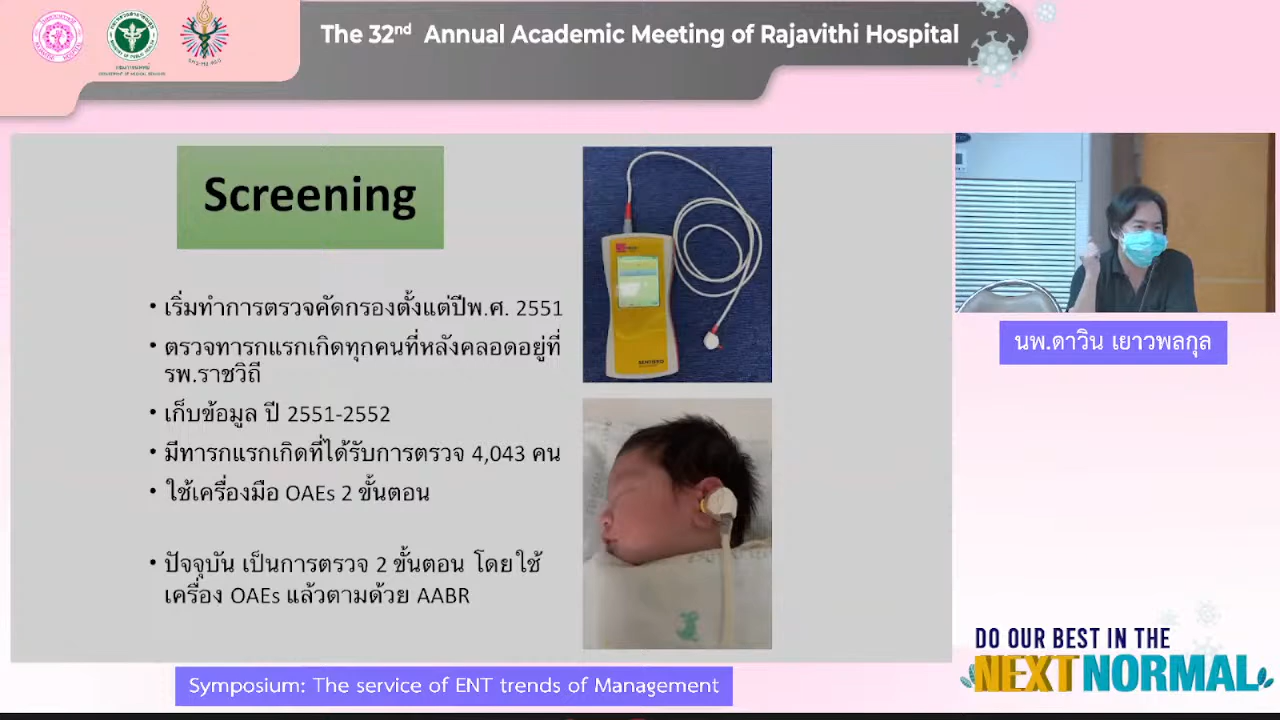 The 32nd Annual Academic Meeting of Rajavithi Hospital
Screening
• เริ่มทำการตรวจคัดกรองตั้งแต่ปีพ.ศ. 2551
• ตรวจทารกแรกเกิดทุกคนที่หลังคลอดอยู่ที่
รพ.ราชวิถี
• เก็บข้อมูล ปี 2551-2552
• มีทารกแรกเกิดที่ได้รับการตรวจ 4,043 คน
• ใช้เครื่องมือ OAEs 2 ขั้นตอน
• ปัจจุบัน เป็นการตรวจ 2 ขั้นตอน โดยใช้
เครื่อง OAEs แล้วตามด้วย AABR
นพ.ดาวิน เยาวพลกุล
DO OUR BEST IN THE
NEXT NORMAL
Symposium: The service of ENT trends of Management